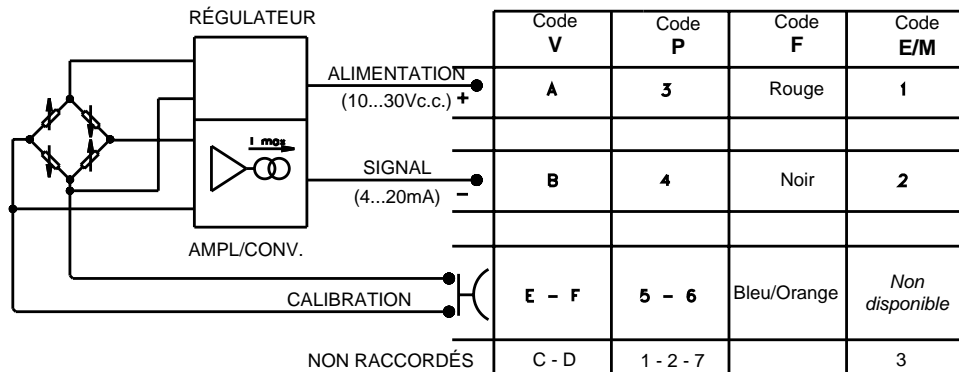 RÉGULATEUR
Code Code Code Code
V P F E/M
ALIMENTATION
(10...30Vc.c.) + A 3 Rouge 1
I max
SIGNAL
(4...20mA) – B 4 Noir 2
AMPL/CONV.
CALIBRATION E – F 5 – 6 Bleu/Orange Non
disponible
NON RACCORDÉS C - D 1 - 2 - 7 3